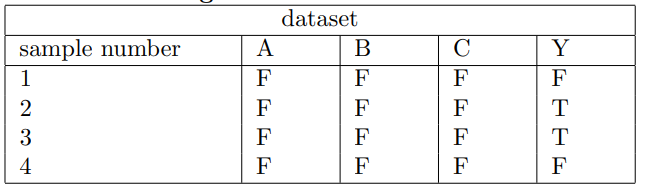 dataset
sample number A B C Y
1 F F F F
2 F F F T
3 F F F T
4 F F F F